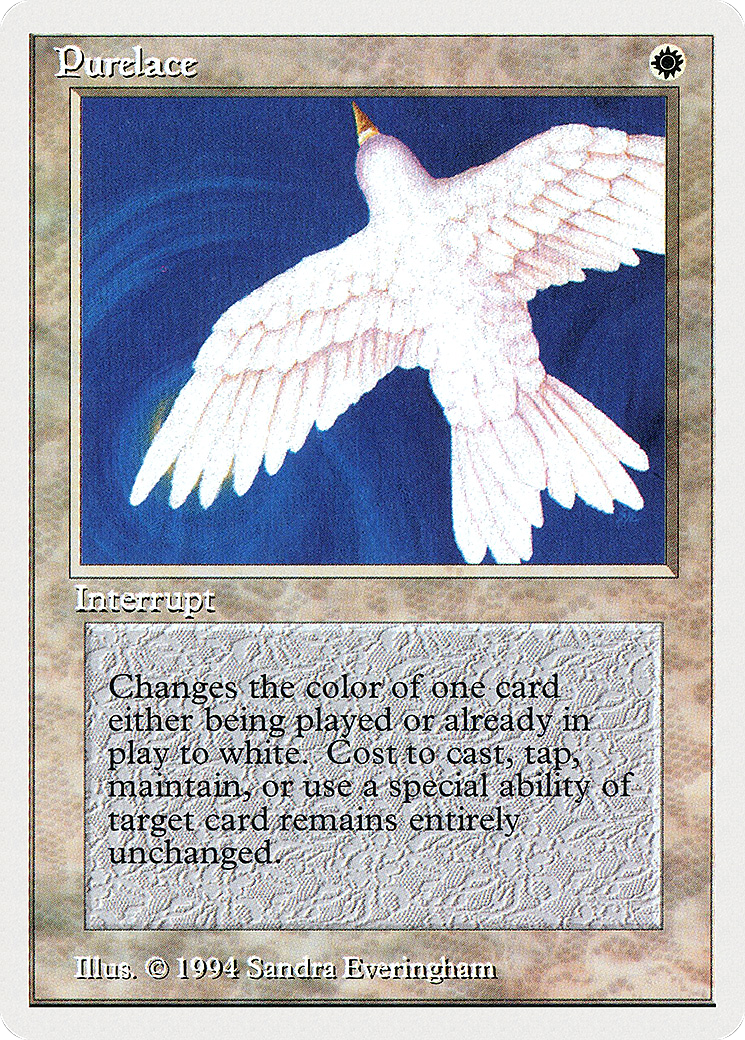 Purelace
Interrupt
Changes the color of one card
either being played or already in
play to white. Cost to cast, tap,
maintain, or use a special ability of
target card remains entirely
unchanged.
Illus. © 1994 Sandra Everingham